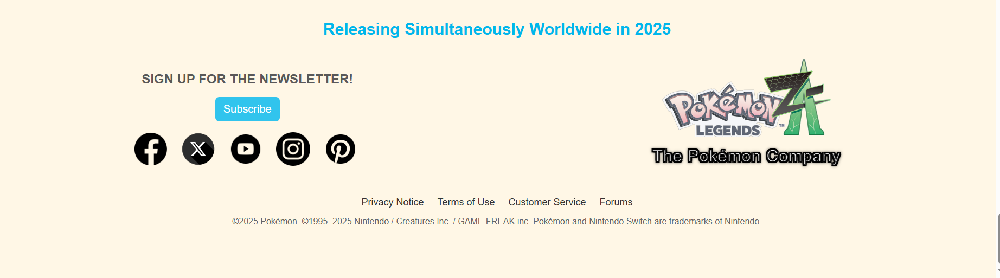 Releasing Simultaneously Worldwide in 2025
SIGN UP FOR THE NEWSLETTER!
Subscribe
POKÉMON
LEGENDS
ZA
™
The Pokémon Company
Privacy Notice Terms of Use Customer Service Forums
©2025 Pokémon. ©1995–2025 Nintendo / Creatures Inc. / GAME FREAK inc. Pokémon and Nintendo Switch are trademarks of Nintendo.